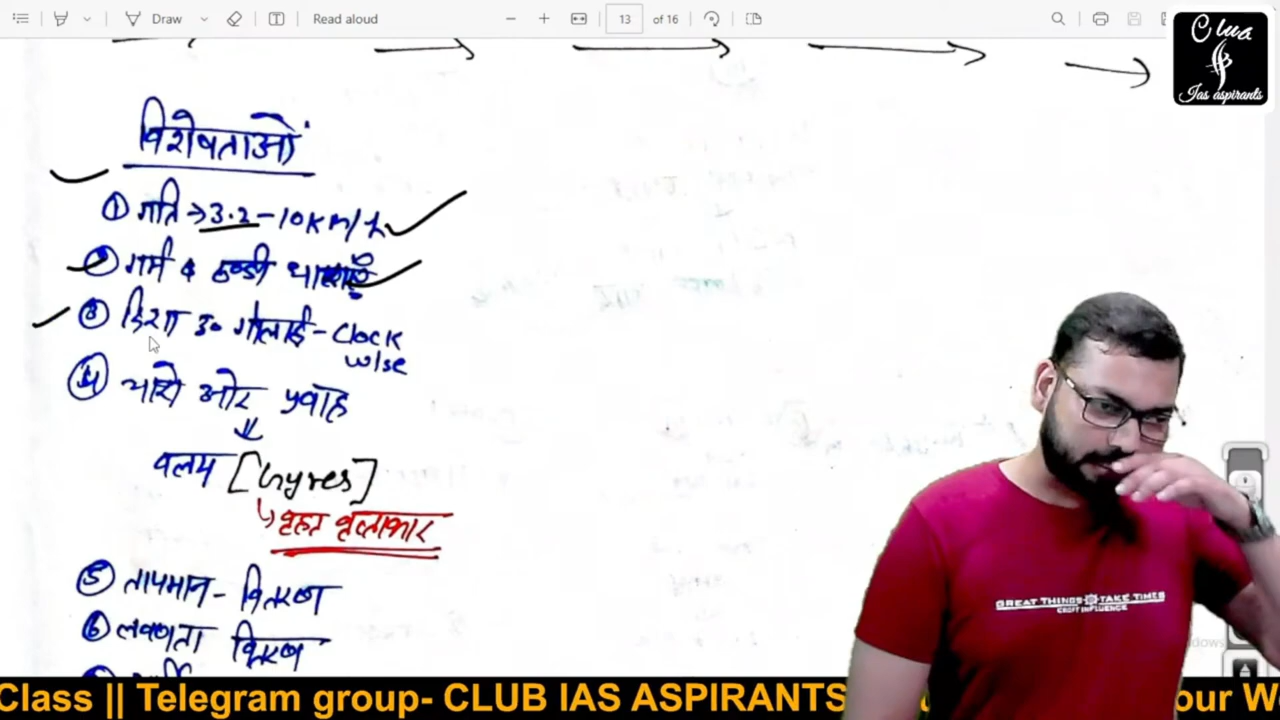 Draw
Read aloud
13
of 16
Clua
Ias aspirants
विशेषताओं
① गति → 3.2 - 10 Km/h
② गर्म & ठण्डी धाराएँ
③ दिशा उ० गोलार्ध - Clock
wise
④ चारो ओर प्रवाह
वलय [Gyres]
↳ वृहत वृत्ताकार
⑤ तापमान - वितरण
⑥ लवणता वितरण
GREAT THINGS TAKE TIMES
Class || Telegram group- CLUB IAS ASPIRANTS
our W